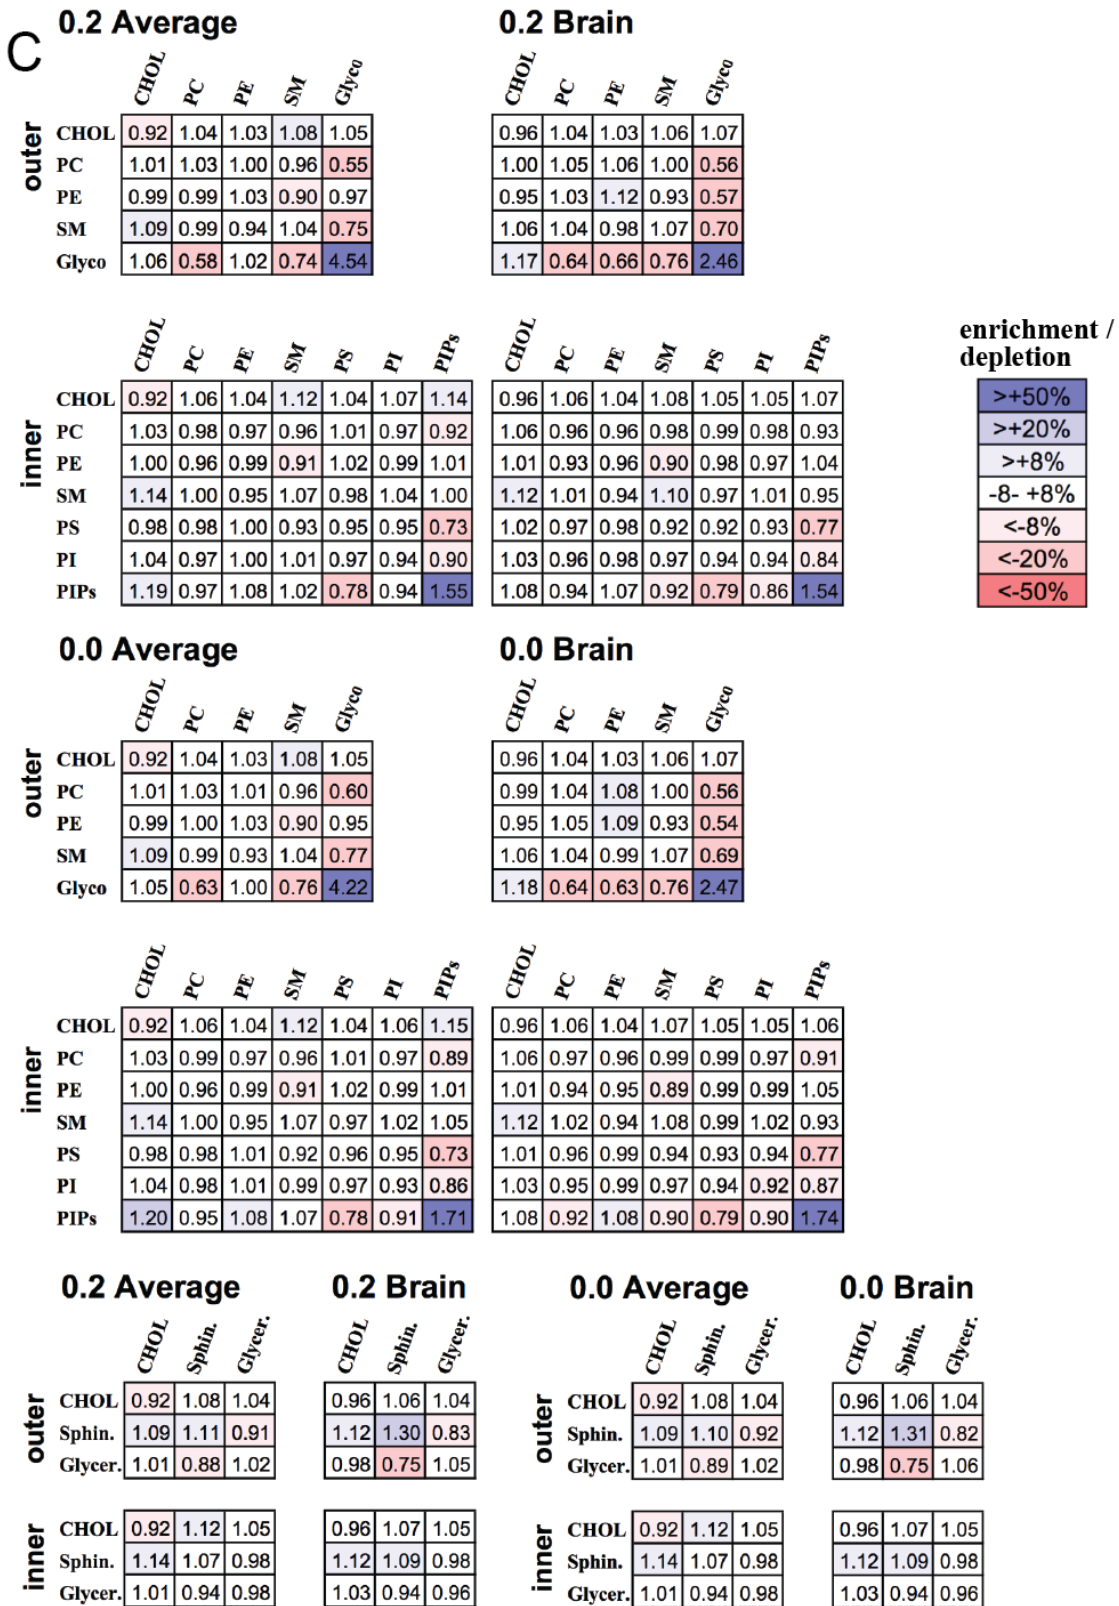 C
0.2 Average 0.2 Brain
CHOL PC PE SM Glyco CHOL PC PE SM Glyco
outer
CHOL 0.92 1.04 1.03 1.08 1.05 0.96 1.04 1.03 1.06 1.07
PC 1.01 1.03 1.00 0.96 0.55 1.00 1.05 1.06 1.00 0.56
PE 0.99 0.99 1.03 0.90 0.97 0.95 1.03 1.12 0.93 0.57
SM 1.09 0.99 0.94 1.04 0.75 1.06 1.04 0.98 1.07 0.70
Glyco 1.06 0.58 1.02 0.74 4.54 1.17 0.64 0.66 0.76 2.46
CHOL PC PE SM PS PI PIPs CHOL PC PE SM PS PI PIPs
inner
CHOL 0.92 1.06 1.04 1.12 1.04 1.07 1.14 0.96 1.06 1.04 1.08 1.05 1.05 1.07
PC 1.03 0.98 0.97 0.96 1.01 0.97 0.92 1.06 0.96 0.96 0.98 0.99 0.98 0.93
PE 1.00 0.96 0.99 0.91 1.02 0.99 1.01 1.01 0.93 0.96 0.90 0.98 0.97 1.04
SM 1.14 1.00 0.95 1.07 0.98 1.04 1.00 1.12 1.01 0.94 1.10 0.97 1.01 0.95
PS 0.98 0.98 1.00 0.93 0.95 0.95 0.73 1.02 0.97 0.98 0.92 0.92 0.93 0.77
PI 1.04 0.97 1.00 1.01 0.97 0.94 0.90 1.03 0.96 0.98 0.97 0.94 0.94 0.84
PIPs 1.19 0.97 1.08 1.02 0.78 0.94 1.55 1.08 0.94 1.07 0.92 0.79 0.86 1.54
enrichment /
depletion
>+50%
>+20%
>+8%
-8- +8%
<-8%
<-20%
<-50%
0.0 Average 0.0 Brain
CHOL PC PE SM Glyco CHOL PC PE SM Glyco
outer
CHOL 0.92 1.04 1.03 1.08 1.05 0.96 1.04 1.03 1.06 1.07
PC 1.01 1.03 1.01 0.96 0.60 0.99 1.04 1.08 1.00 0.56
PE 0.99 1.00 1.03 0.90 0.95 0.95 1.05 1.09 0.93 0.54
SM 1.09 0.99 0.93 1.04 0.77 1.06 1.04 0.99 1.07 0.69
Glyco 1.05 0.63 1.00 0.76 4.22 1.18 0.64 0.63 0.76 2.47
CHOL PC PE SM PS PI PIPs CHOL PC PE SM PS PI PIPs
inner
CHOL 0.92 1.06 1.04 1.12 1.04 1.06 1.15 0.96 1.06 1.04 1.07 1.05 1.05 1.06
PC 1.03 0.99 0.97 0.96 1.01 0.97 0.89 1.06 0.97 0.96 0.99 0.99 0.97 0.91
PE 1.00 0.96 0.99 0.91 1.02 0.99 1.01 1.01 0.94 0.95 0.89 0.99 0.99 1.05
SM 1.14 1.00 0.95 1.07 0.97 1.02 1.05 1.12 1.02 0.94 1.08 0.99 1.02 0.93
PS 0.98 0.98 1.01 0.92 0.96 0.95 0.73 1.01 0.96 0.99 0.94 0.93 0.94 0.77
PI 1.04 0.98 1.01 0.99 0.97 0.93 0.86 1.03 0.95 0.99 0.97 0.94 0.92 0.87
PIPs 1.20 0.95 1.08 1.07 0.78 0.91 1.71 1.08 0.92 1.08 0.90 0.79 0.90 1.74
0.2 Average 0.2 Brain 0.0 Average 0.0 Brain
CHOL Sphin. Glycer. CHOL Sphin. Glycer. CHOL Sphin. Glycer. CHOL Sphin. Glycer.
outer outer
CHOL 0.92 1.08 1.04 0.96 1.06 1.04 CHOL 0.92 1.08 1.04 0.96 1.06 1.04
Sphin. 1.09 1.11 0.91 1.12 1.30 0.83 Sphin. 1.09 1.10 0.92 1.12 1.31 0.82
Glycer. 1.01 0.88 1.02 0.98 0.75 1.05 Glycer. 1.01 0.89 1.02 0.98 0.75 1.06
inner inner
CHOL 0.92 1.12 1.05 0.96 1.07 1.05 CHOL 0.92 1.12 1.05 0.96 1.07 1.05
Sphin. 1.14 1.07 0.98 1.12 1.09 0.98 Sphin. 1.14 1.07 0.98 1.12 1.09 0.98
Glycer. 1.01 0.94 0.98 1.03 0.94 0.96 Glycer. 1.01 0.94 0.98 1.03 0.94 0.96